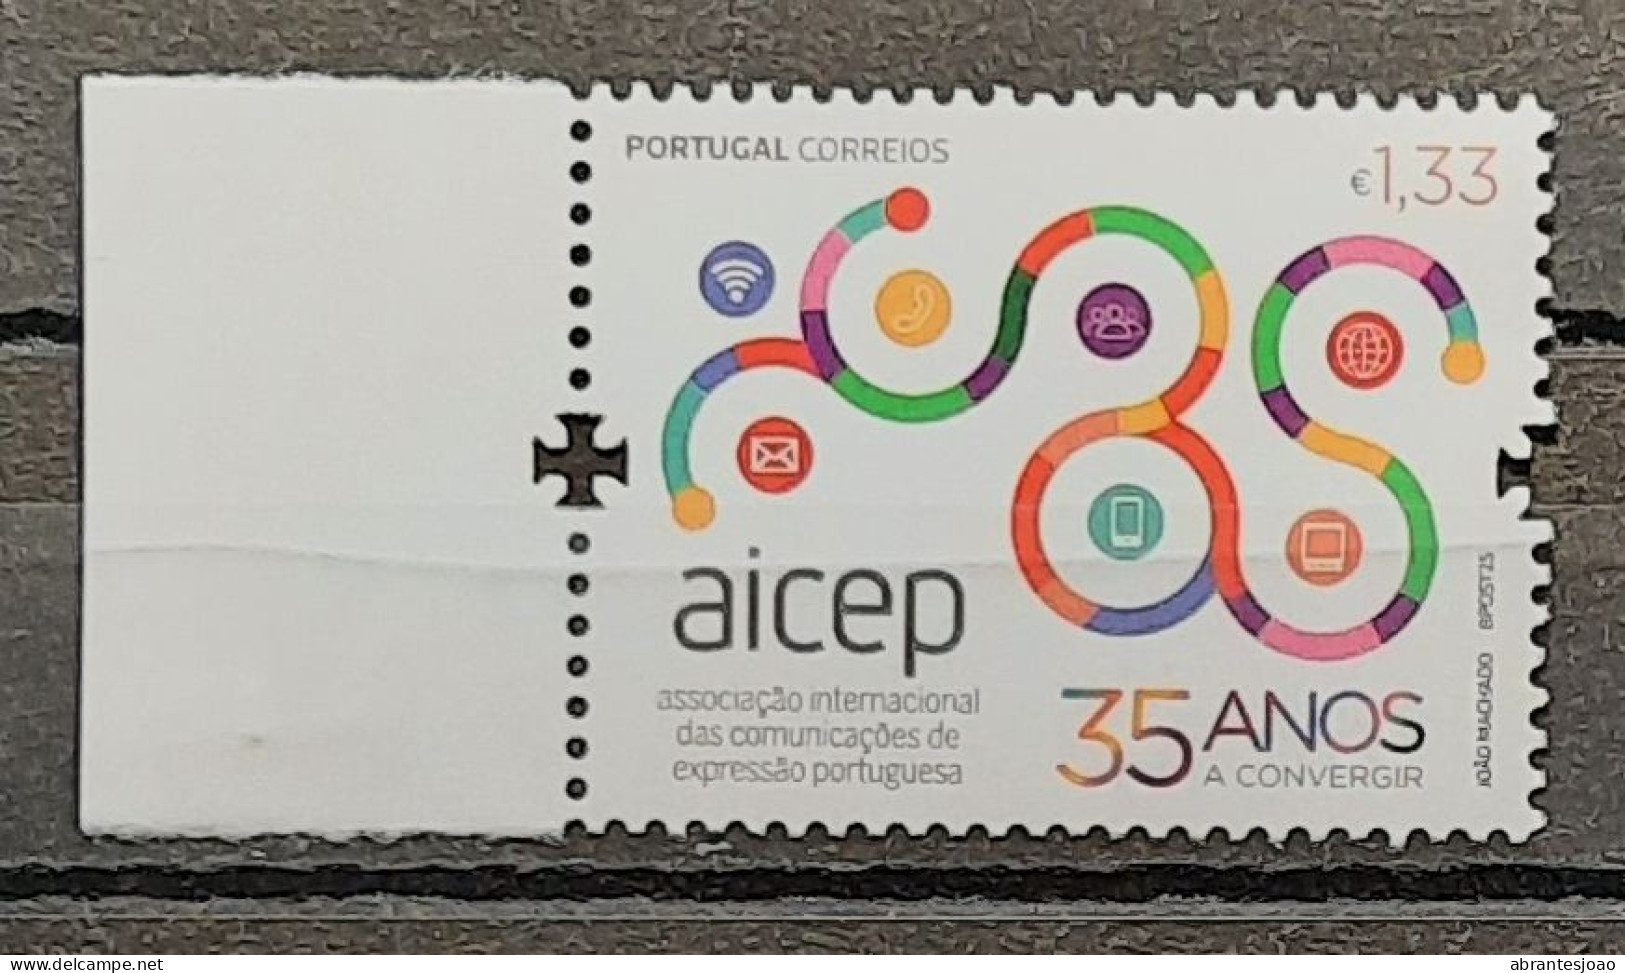 PORTUGAL CORREIOS
€1,33
aicep
associação internacional
das comunicações de
expressão portuguesa
35 ANOS
A CONVERGIR
JOÃO MACHADO BPOST25
www.delcampe.net
abrantesjoao